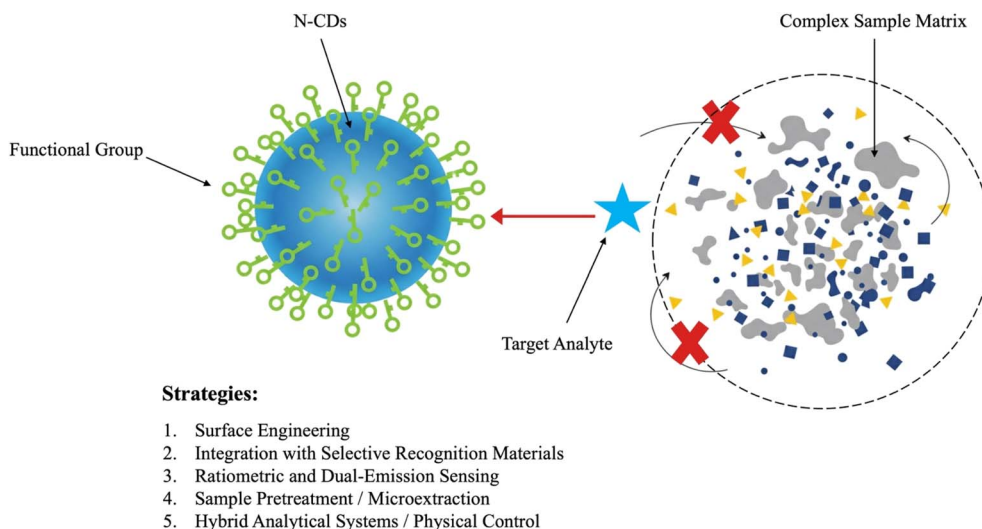 N-CDs
Complex Sample Matrix
Functional Group
Target Analyte
Strategies:
1. Surface Engineering
2. Integration with Selective Recognition Materials
3. Ratiometric and Dual-Emission Sensing
4. Sample Pretreatment / Microextraction
5. Hybrid Analytical Systems / Physical Control